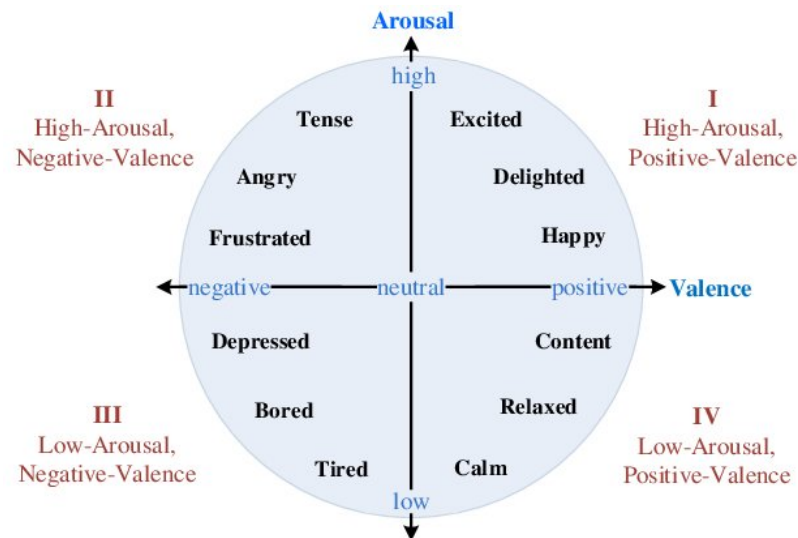 Arousal
high
II
High-Arousal,
Negative-Valence
I
High-Arousal,
Positive-Valence
Tense
Excited
Angry
Delighted
Frustrated
Happy
negative
neutral
positive
Valence
Depressed
Content
Bored
Relaxed
III
Low-Arousal,
Negative-Valence
IV
Low-Arousal,
Positive-Valence
Tired
Calm
low